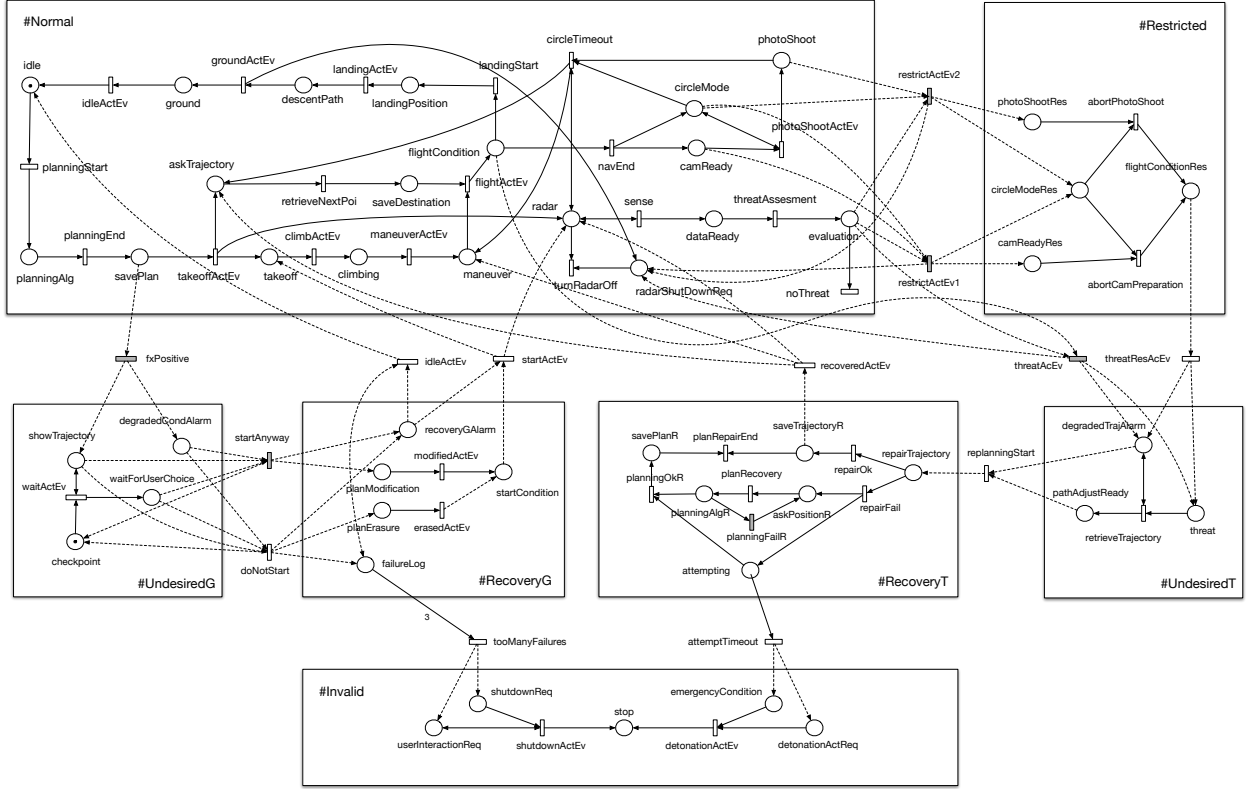 #Normal
#Restricted
circleTimeout
photoShoot
idle
groundActEv
landingActEv
landingStart
restrictActEv2
circleMode
photoShootRes
abortPhotoShoot
idleActEv
ground
descentPath
landingPosition
photoShootActEv
planningStart
askTrajectory
flightCondition
navEnd
camReady
flightConditionRes
flightActEv
circleModeRes
retrieveNextPoi
saveDestination
radar
sense
threatAssesment
planningEnd
climbActEv
maneuverActEv
dataReady
evaluation
camReadyRes
planningAlg
savePlan
takeoffActEv
takeoff
climbing
maneuver
turnRadarOff
radarShutDownReq
noThreat
restrictActEv1
abortCamPreparation
fxPositive
idleActEv
startActEv
recoveredActEv
threatAcEv
threatResAcEv
showTrajectory
degradedCondAlarm
startAnyway
recoveryGAlarm
savePlanR
planRepairEnd
saveTrajectoryR
degradedTrajAlarm
repairTrajectory
replanningStart
modifiedActEv
planningOkR
planRecovery
repairOk
waitActEv
waitForUserChoice
planModification
startCondition
pathAdjustReady
planErasure
erasedActEv
planningAlgR
askPositionR
repairFail
planningFailR
retrieveTrajectory
threat
checkpoint
doNotStart
failureLog
attempting
#UndesiredG
#RecoveryG
#RecoveryT
#UndesiredT
3
tooManyFailures
attemptTimeout
#Invalid
shutdownReq
emergencyCondition
stop
userInteractionReq
shutdownActEv
detonationActEv
detonationActReq